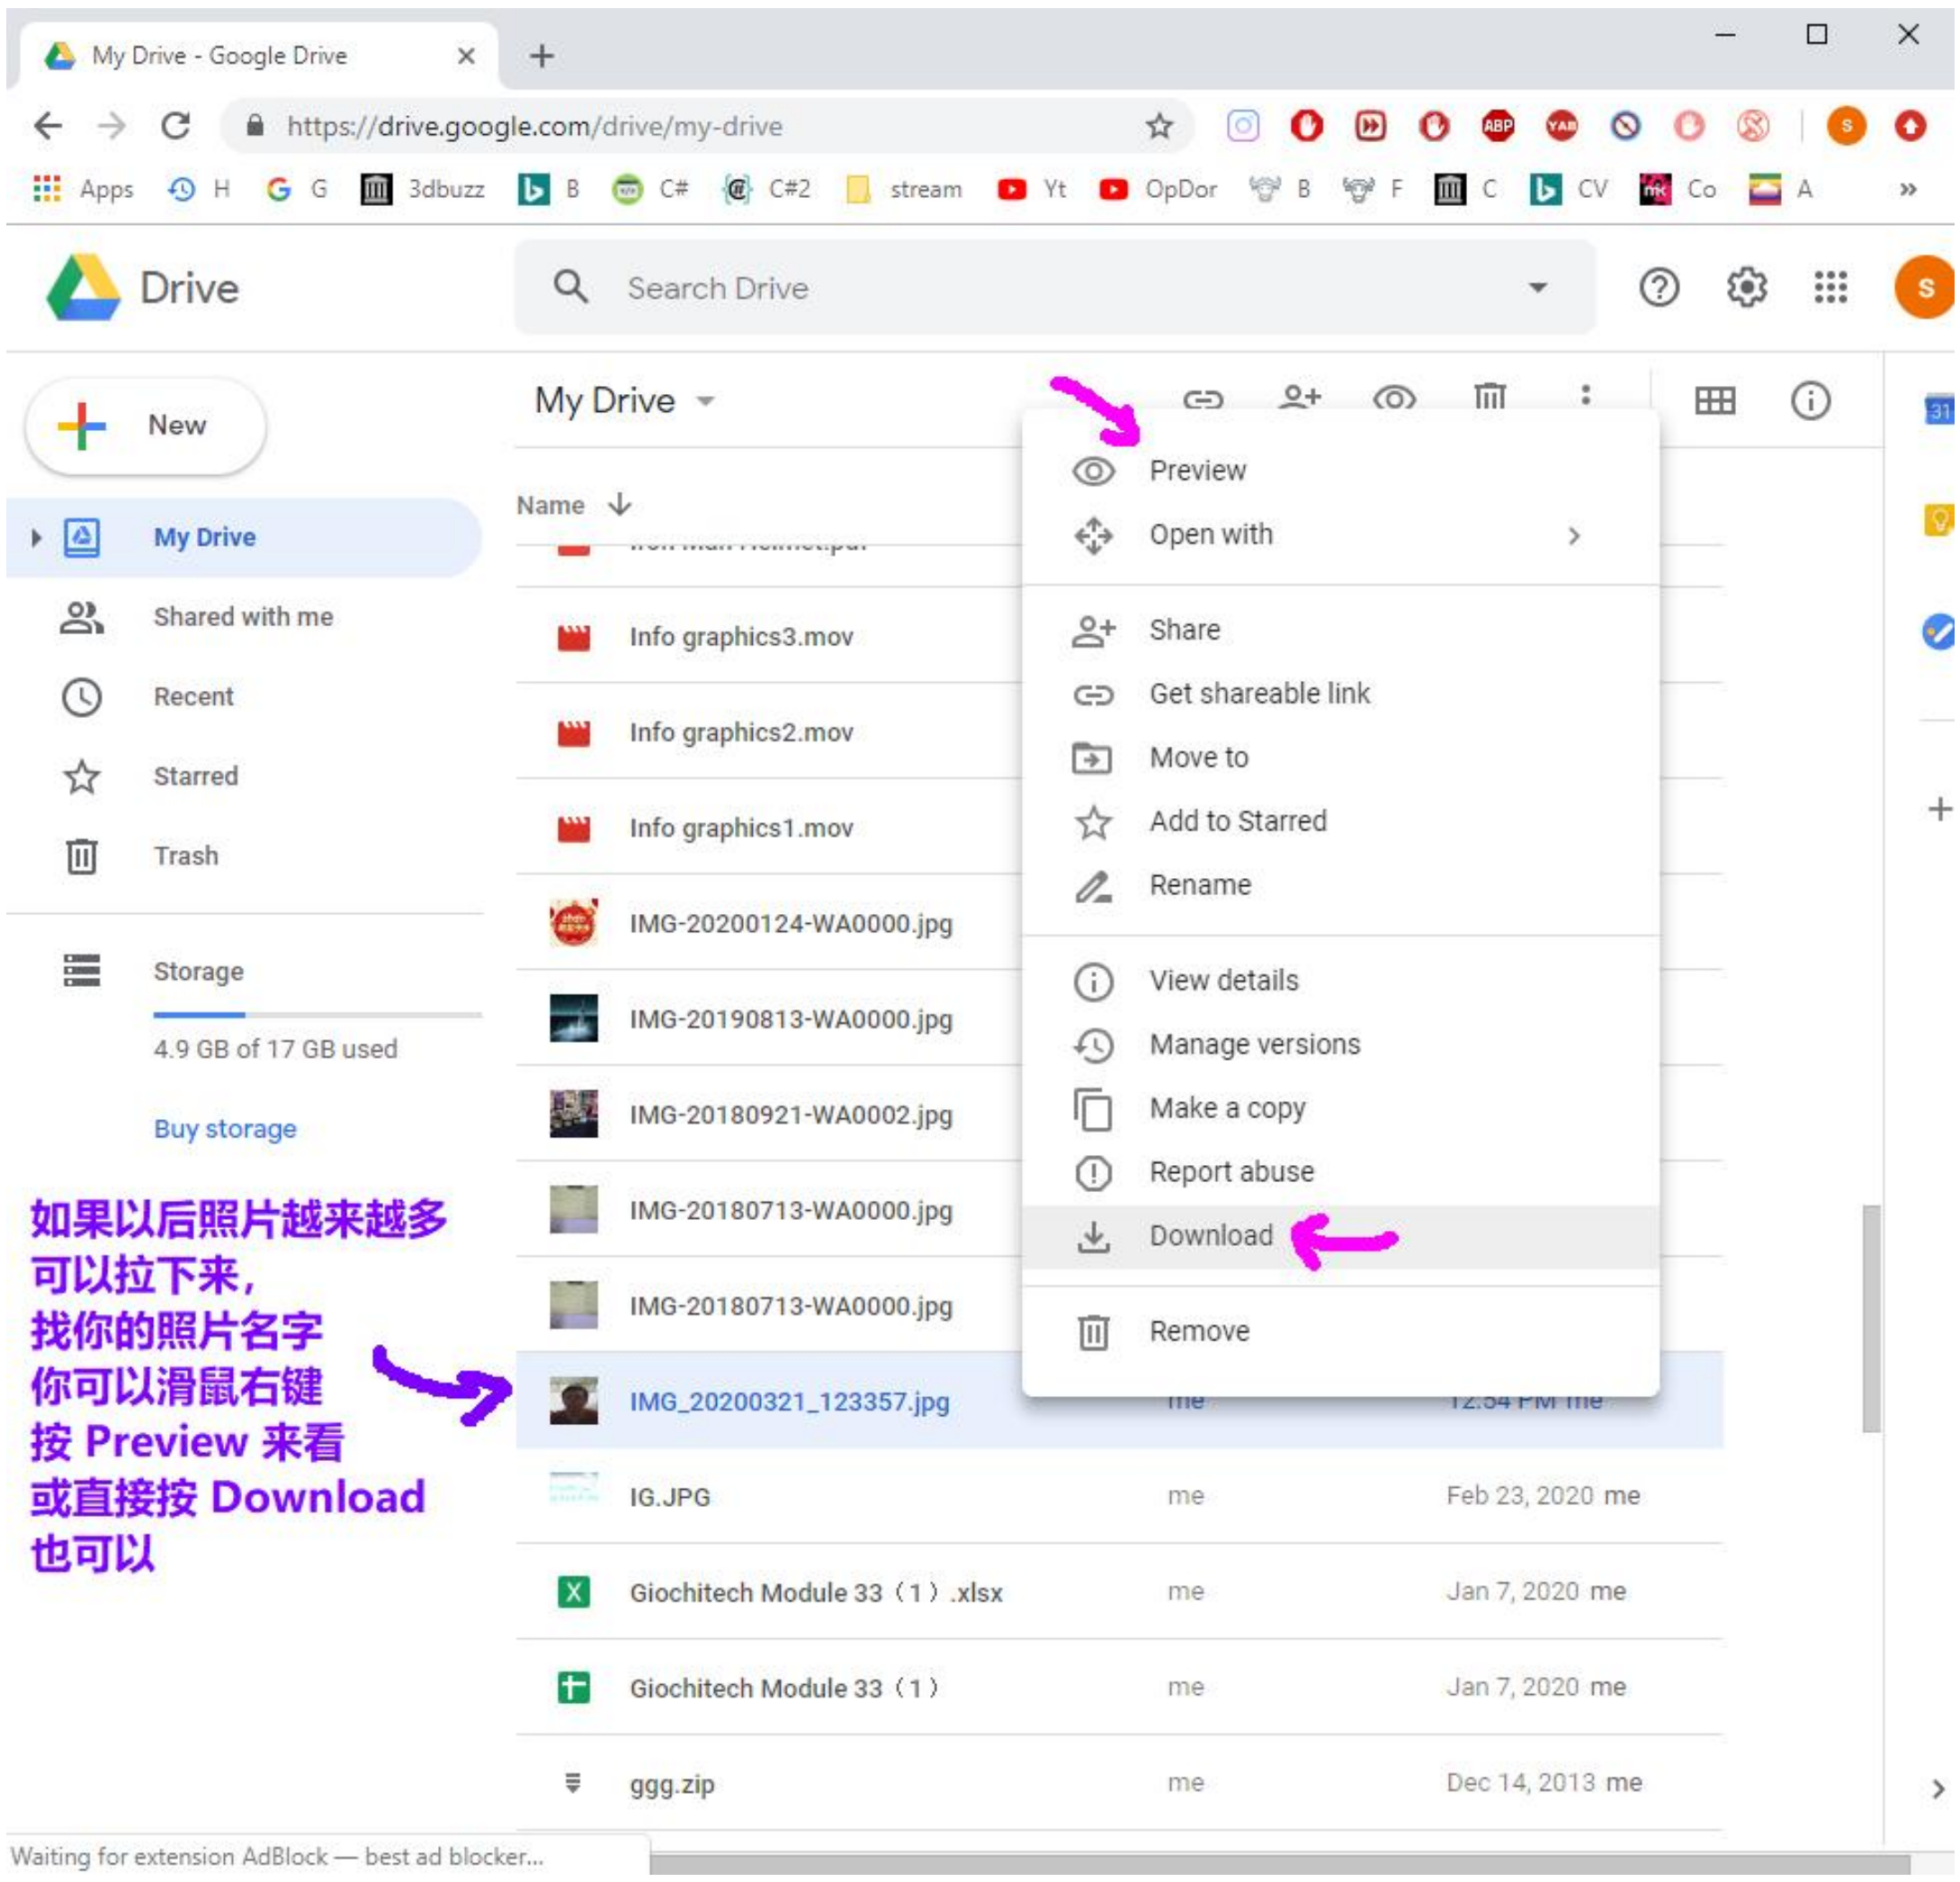 My Drive - Google Drive
https://drive.google.com/drive/my-drive
ABP
YAB
S
Apps H G G 3dbuzz B C# C#2 stream Yt OpDor B F C CV Co A »
Drive
Search Drive
S
New
My Drive
31
Name
My Drive
Shared with me
Recent
Starred
Trash
Storage
4.9 GB of 17 GB used
Buy storage
如果以后照片越来越多
可以拉下来，
找你的照片名字
你可以滑鼠右键
按 Preview 来看
或直接按 Download
也可以
Info graphics3.mov
Info graphics2.mov
Info graphics1.mov
IMG-20200124-WA0000.jpg
IMG-20190813-WA0000.jpg
IMG-20180921-WA0002.jpg
IMG-20180713-WA0000.jpg
IMG-20180713-WA0000.jpg
IMG_20200321_123357.jpg me 12:54 PM me
IG.JPG me Feb 23, 2020 me
Giochitech Module 33（1）.xlsx me Jan 7, 2020 me
Giochitech Module 33（1） me Jan 7, 2020 me
ggg.zip me Dec 14, 2013 me
Preview
Open with
Share
Get shareable link
Move to
Add to Starred
Rename
View details
Manage versions
Make a copy
Report abuse
Download
Remove
Waiting for extension AdBlock — best ad blocker...